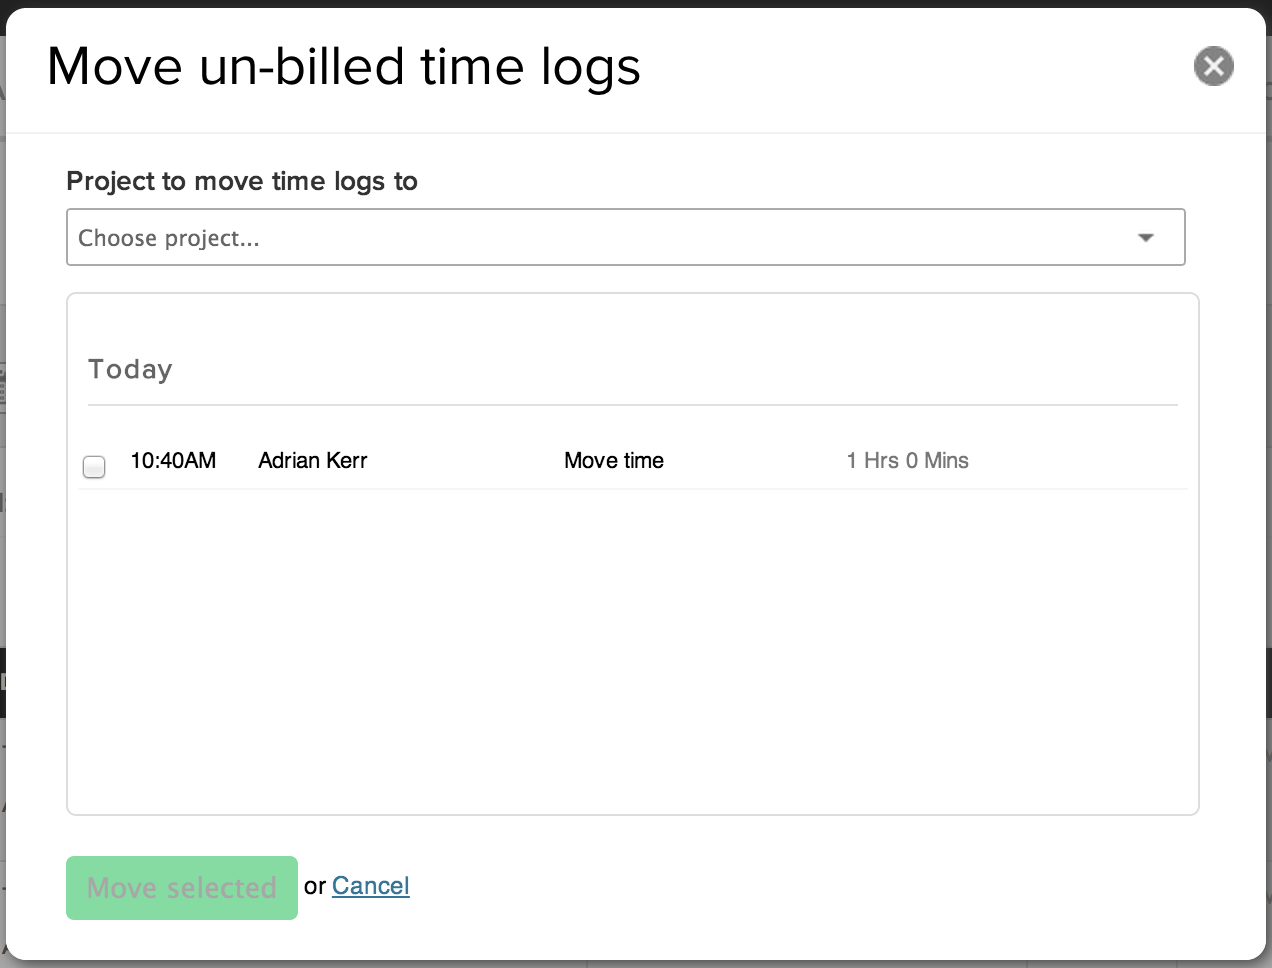 Move un-billed time logs
Project to move time logs to
Choose project...
Today
10:40AM Adrian Kerr Move time 1 Hrs 0 Mins
Move selected or Cancel